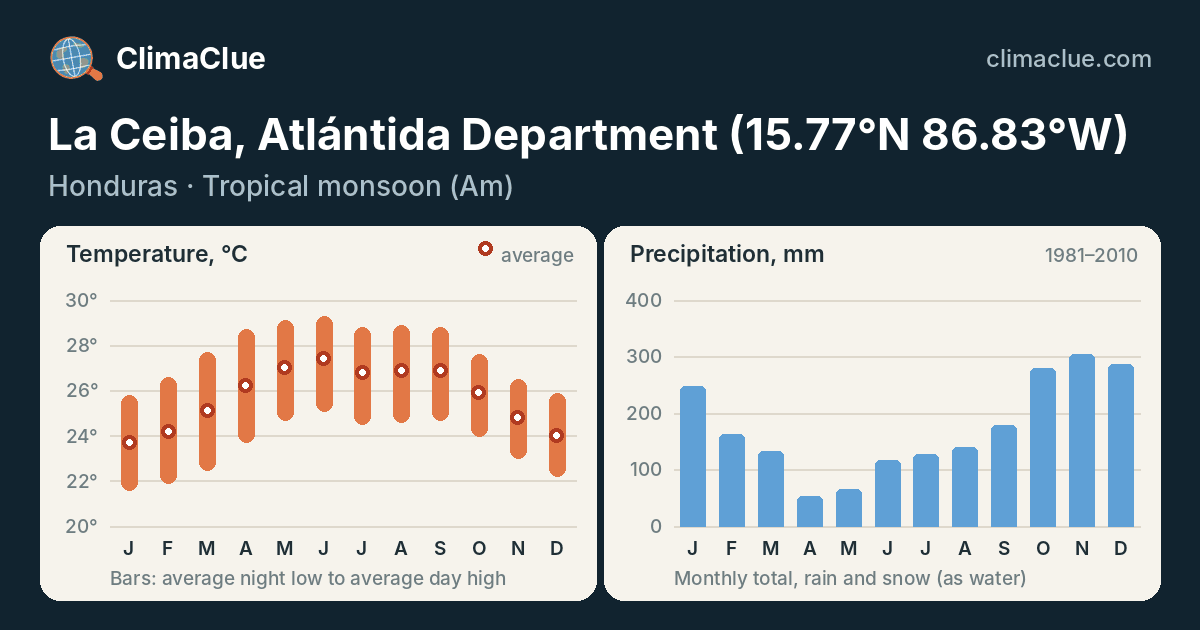 ClimaClue
climaclue.com
La Ceiba, Atlántida Department (15.77°N 86.83°W)
Honduras · Tropical monsoon (Am)
Temperature, °C
average
30°
28°
26°
24°
22°
20°
J F M A M J J A S O N D
Bars: average night low to average day high
Precipitation, mm
1981–2010
400
300
200
100
0
J F M A M J J A S O N D
Monthly total, rain and snow (as water)